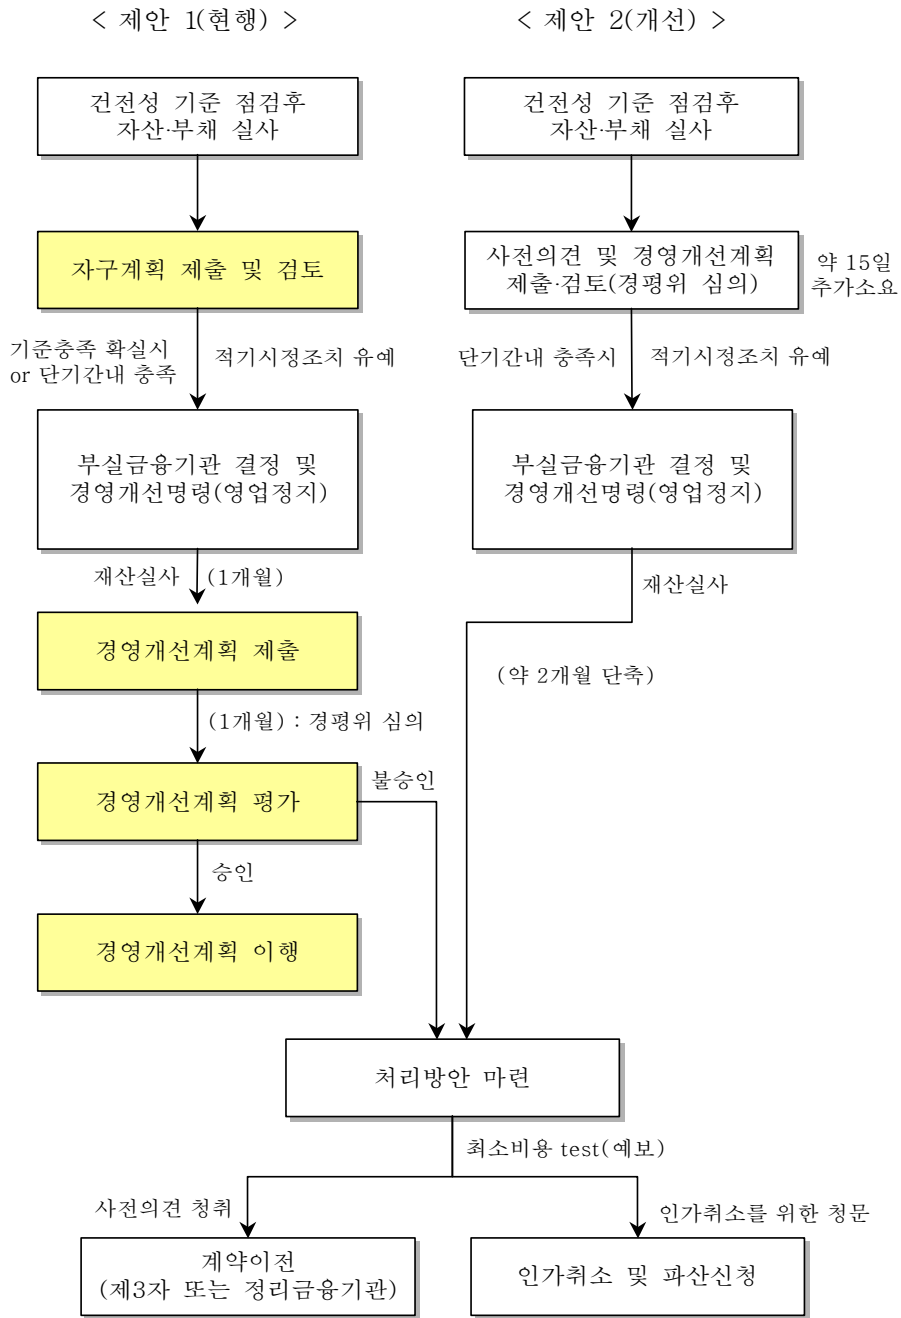 < 제안 1(현행) >
< 제안 2(개선) >
건전성 기준 점검후
자산·부채 실사
건전성 기준 점검후
자산·부채 실사
자구계획 제출 및 검토
사전의견 및 경영개선계획
제출·검토(경평위 심의)
약 15일
추가소요
기준충족 확실시
or 단기간내 충족
적기시정조치 유예
단기간내 충족시
적기시정조치 유예
부실금융기관 결정 및
경영개선명령(영업정지)
부실금융기관 결정 및
경영개선명령(영업정지)
재산실사
(1개월)
재산실사
경영개선계획 제출
(약 2개월 단축)
(1개월) : 경평위 심의
경영개선계획 평가
불승인
승인
경영개선계획 이행
처리방안 마련
최소비용 test(예보)
사전의견 청취
인가취소를 위한 청문
계약이전
(제3자 또는 정리금융기관)
인가취소 및 파산신청